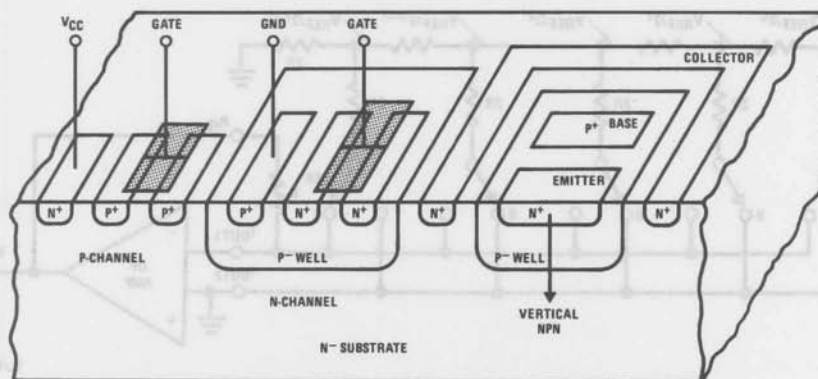 VCC GATE GND GATE
COLLECTOR
P+ BASE
EMITTER
N+ P+ P+ P+ N+ N+ N+ N+ N+
P-CHANNEL P− WELL P− WELL
N-CHANNEL
VERTICAL
NPN
N− SUBSTRATE